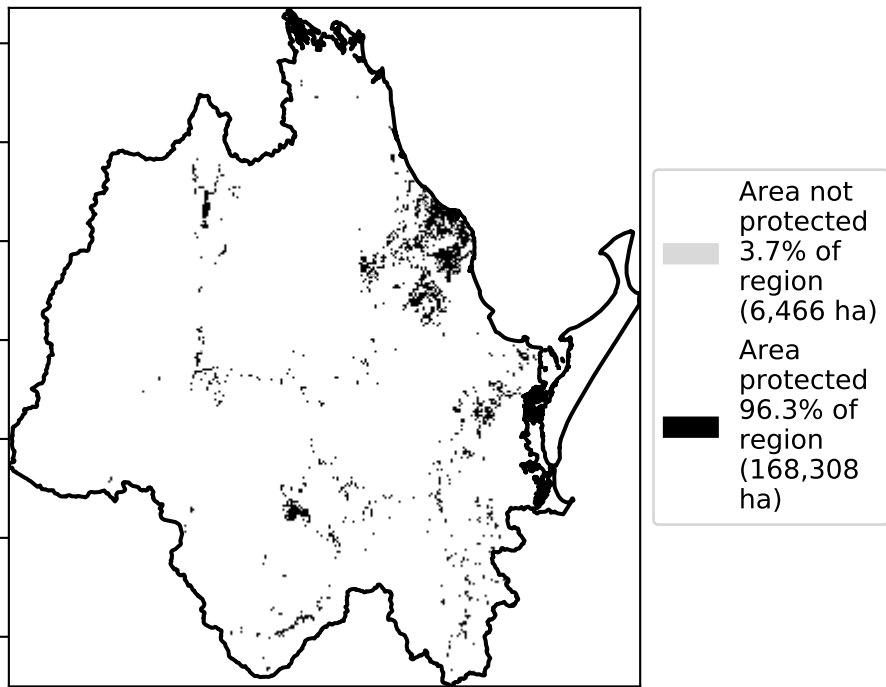 Area not
protected
3.7% of
region
(6,466 ha)
Area
protected
96.3% of
region
(168,308
ha)